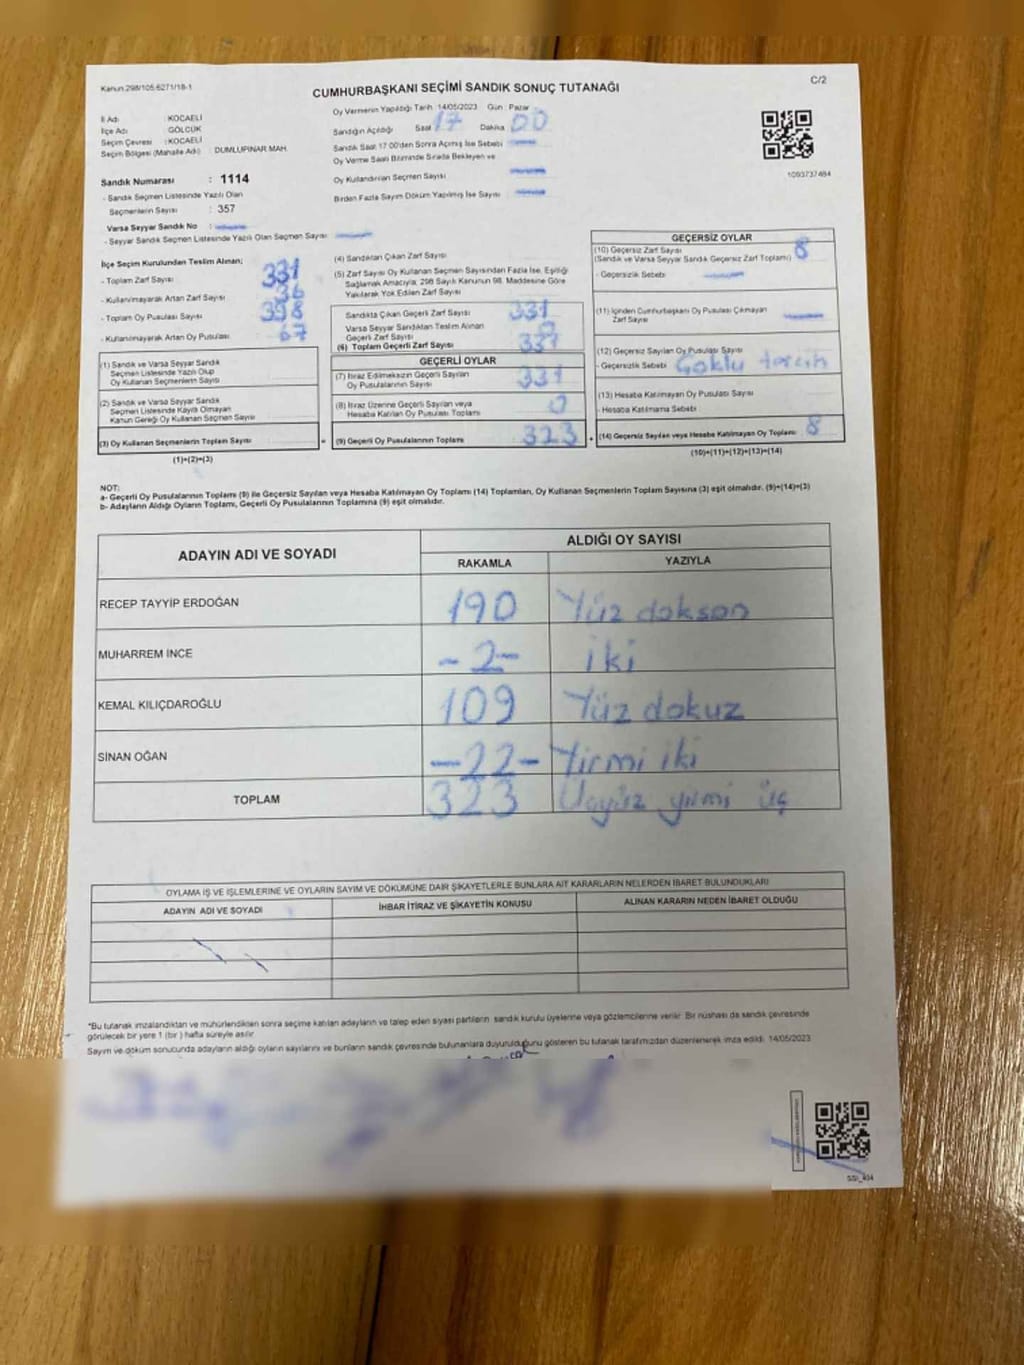 Kanun 298/105.6271/18-1
CUMHURBAŞKANI SEÇİMİ SANDIK SONUÇ TUTANAĞI
C/2
İl Adı : KOCAELİ
İlçe Adı : GÖLCÜK
Seçim Çevresi : KOCAELİ
Seçim Bölgesi (Mahalle Adı) : DUMLUPINAR MAH.
Oy Vermenin Yapıldığı Tarih : 14/05/2023 Gün : Pazar
Sandığın Açıldığı Saat 17 Dakika 00
Sandık Saat 17:00'den Sonra Açılmış İse Sebebi
Oy Verme Saati Bitiminde Sırada Bekleyen ve
Oy Kullandırılan Seçmen Sayısı
Birden Fazla Sayım Döküm Yapılmış İse Sayısı
1093737484
Sandık Numarası : 1114
- Sandık Seçmen Listesinde Yazılı Olan
Seçmenlerin Sayısı : 357
Varsa Seyyar Sandık No :
- Seyyar Sandık Seçmen Listesinde Yazılı Olan Seçmen Sayısı :
İlçe Seçim Kurulundan Teslim Alınan;
- Toplam Zarf Sayısı
- Kullanılmayarak Artan Zarf Sayısı
- Toplam Oy Pusulası Sayısı
- Kullanılmayarak Artan Oy Pusulası
(1) Sandık ve Varsa Seyyar Sandık
Seçmen Listesinde Yazılı Olup
Oy Kullanan Seçmenlerin Sayısı
(2) Sandık ve Varsa Seyyar Sandık
Seçmen Listesinde Kayıtlı Olmayan
Kanun Gereği Oy Kullanan Seçmen Sayısı
(3) Oy Kullanan Seçmenlerin Toplam Sayısı
(1)+(2)=(3)
=
(4) Sandıktan Çıkan Zarf Sayısı
(5) Zarf Sayısı Oy Kullanan Seçmen Sayısından Fazla İse, Eşitliği
Sağlamak Amacıyla, 298 Sayılı Kanunun 98. Maddesine Göre
Yakılarak Yok Edilen Zarf Sayısı
Sandıkta Çıkan Geçerli Zarf Sayısı 331
Varsa Seyyar Sandıktan Teslim Alınan
Geçerli Zarf Sayısı 0
(6) Toplam Geçerli Zarf Sayısı 331
GEÇERLİ OYLAR
(7) İtiraz Edilmeksizin Geçerli Sayılan
Oy Pusulalarının Sayısı 331
(8) İtiraz Üzerine Geçerli Sayılan veya
Hesaba Katılan Oy Pusulası Toplamı 0
(9) Geçerli Oy Pusulalarının Toplamı 323
+
GEÇERSİZ OYLAR
(10) Geçersiz Zarf Sayısı
(Sandık ve Varsa Seyyar Sandık Geçersiz Zarf Toplamı) 8
- Geçersizlik Sebebi
(11) İçinden Cumhurbaşkanı Oy Pusulası Çıkmayan
Zarf Sayısı
(12) Geçersiz Sayılan Oy Pusulası Sayısı
- Geçersizlik Sebebi Çoklu tercih
(13) Hesaba Katılmayan Oy Pusulası Sayısı
- Hesaba Katılmama Sebebi
(14) Geçersiz Sayılan veya Hesaba Katılmayan Oy Toplamı 8
(10)+(11)+(12)+(13)=(14)
NOT:
a- Geçerli Oy Pusulalarının Toplamı (9) ile Geçersiz Sayılan veya Hesaba Katılmayan Oy Toplamı (14) Toplamları, Oy Kullanan Seçmenlerin Toplam Sayısına (3) eşit olmalıdır. (9)+(14)=(3)
b- Adayların Aldığı Oyların Toplamı, Geçerli Oy Pusulalarının Toplamına (9) eşit olmalıdır.
ADAYIN ADI VE SOYADI
ALDIĞI OY SAYISI
RAKAMLA YAZIYLA
RECEP TAYYİP ERDOĞAN 190 Yüz doksan
MUHARREM İNCE - 2 - iki
KEMAL KILIÇDAROĞLU 109 Yüz dokuz
SİNAN OĞAN - 22 - Yirmi iki
TOPLAM 323 Üçyüz yirmi üç
OYLAMA İŞ VE İŞLEMLERİNE VE OYLARIN SAYIM VE DÖKÜMÜNE DAİR ŞİKAYETLERLE BUNLARA AİT KARARLARIN NELERDEN İBARET BULUNDUKLARI
ADAYIN ADI VE SOYADI İHBAR İTİRAZ VE ŞİKAYETİN KONUSU ALINAN KARARIN NEDEN İBARET OLDUĞU
*Bu tutanak imzalandıktan ve mühürlendikten sonra seçime katılan adayların ve talep eden siyasi partilerin sandık kurulu üyelerine veya gözlemcilerine verilir. Bir nüshası da sandık çevresinde
görülecek bir yere 1 (bir) hafta süreyle asılır.
Sayım ve döküm sonucunda adayların aldığı oyların sayılarını ve bunların sandık çevresinde bulunanlara duyurulduğunu gösteren bu tutanak tarafımızdan düzenlenerek imza edildi. 14/05/2023